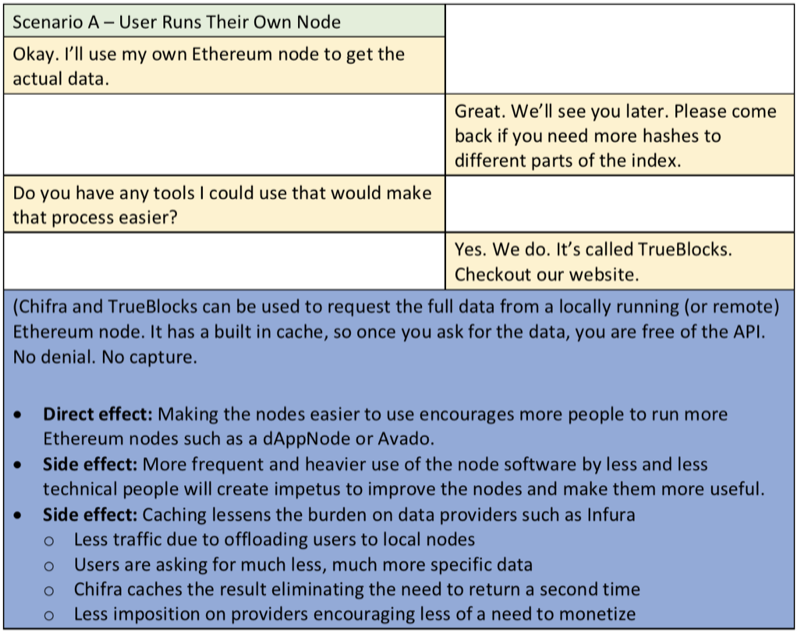 Scenario A – User Runs Their Own Node
Okay. I'll use my own Ethereum node to get the
actual data.
Great. We'll see you later. Please come
back if you need more hashes to
different parts of the index.
Do you have any tools I could use that would make
that process easier?
Yes. We do. It's called TrueBlocks.
Checkout our website.
(Chifra and TrueBlocks can be used to request the full data from a locally running (or remote)
Ethereum node. It has a built in cache, so once you ask for the data, you are free of the API.
No denial. No capture.
• Direct effect: Making the nodes easier to use encourages more people to run more
Ethereum nodes such as a dAppNode or Avado.
• Side effect: More frequent and heavier use of the node software by less and less
technical people will create impetus to improve the nodes and make them more useful.
• Side effect: Caching lessens the burden on data providers such as Infura
o Less traffic due to offloading users to local nodes
o Users are asking for much less, much more specific data
o Chifra caches the result eliminating the need to return a second time
o Less imposition on providers encouraging less of a need to monetize